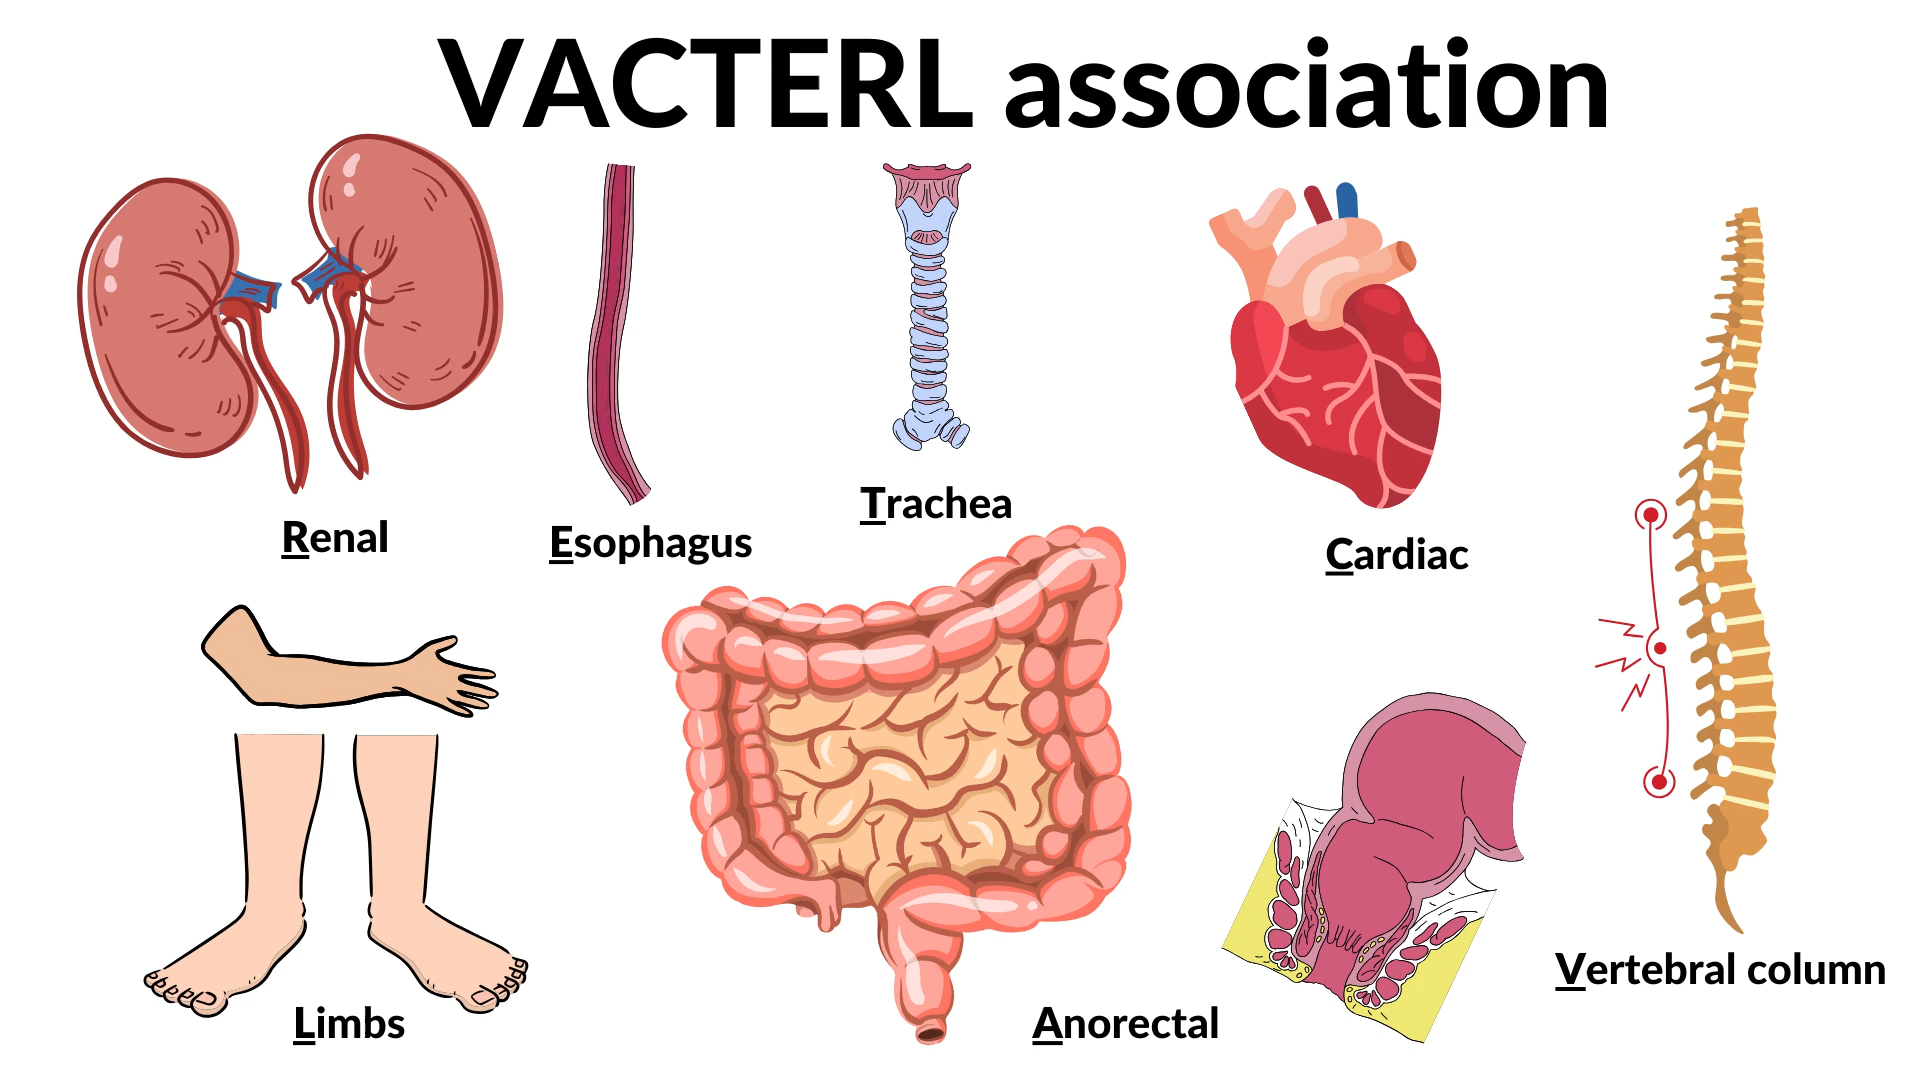 VACTERL association
Renal
Esophagus
Trachea
Cardiac
Vertebral column
Limbs
Anorectal